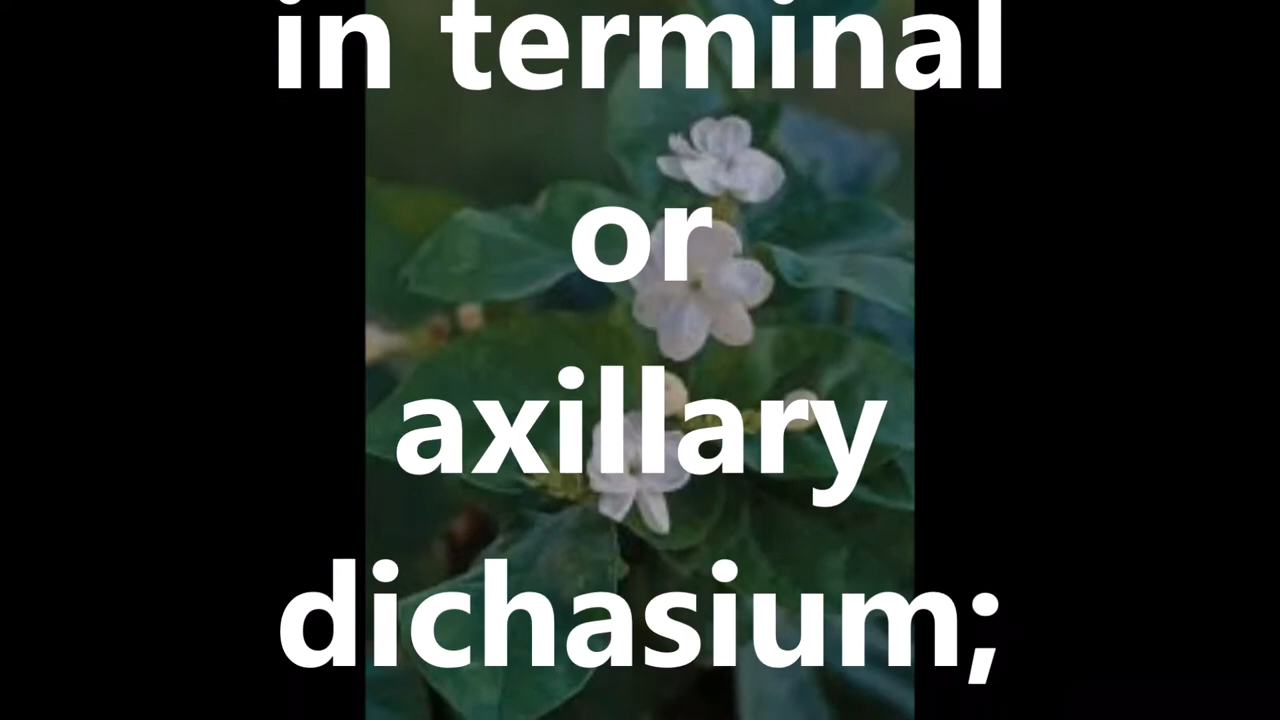 in terminal
or
axillary
dichasium;